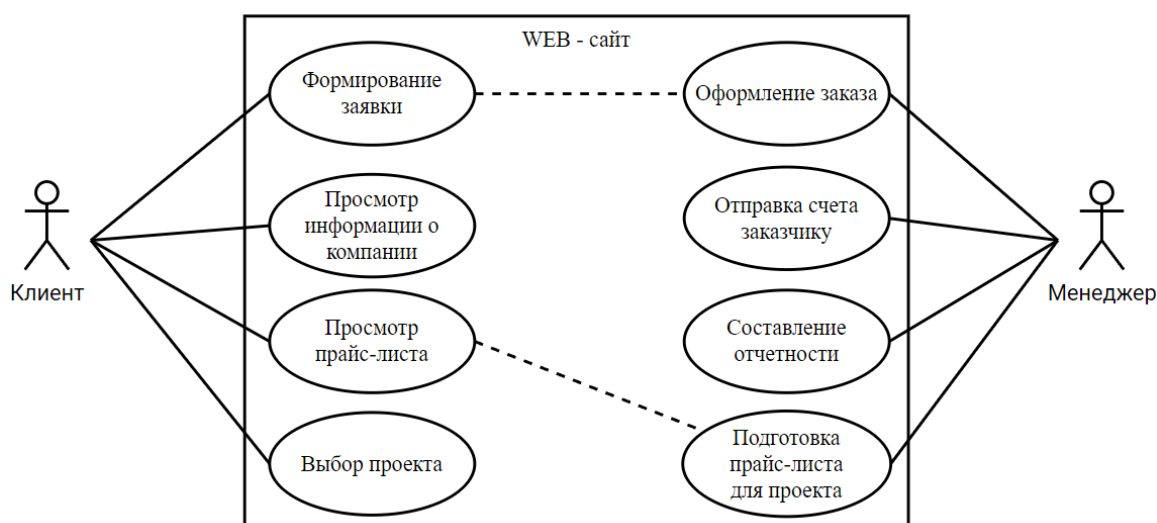 WEB - сайт
Формирование
заявки
Оформление заказа
Просмотр
информации о
компании
Отправка счета
заказчику
Клиент
Менеджер
Просмотр
прайс-листа
Составление
отчетности
Выбор проекта
Подготовка
прайс-листа
для проекта